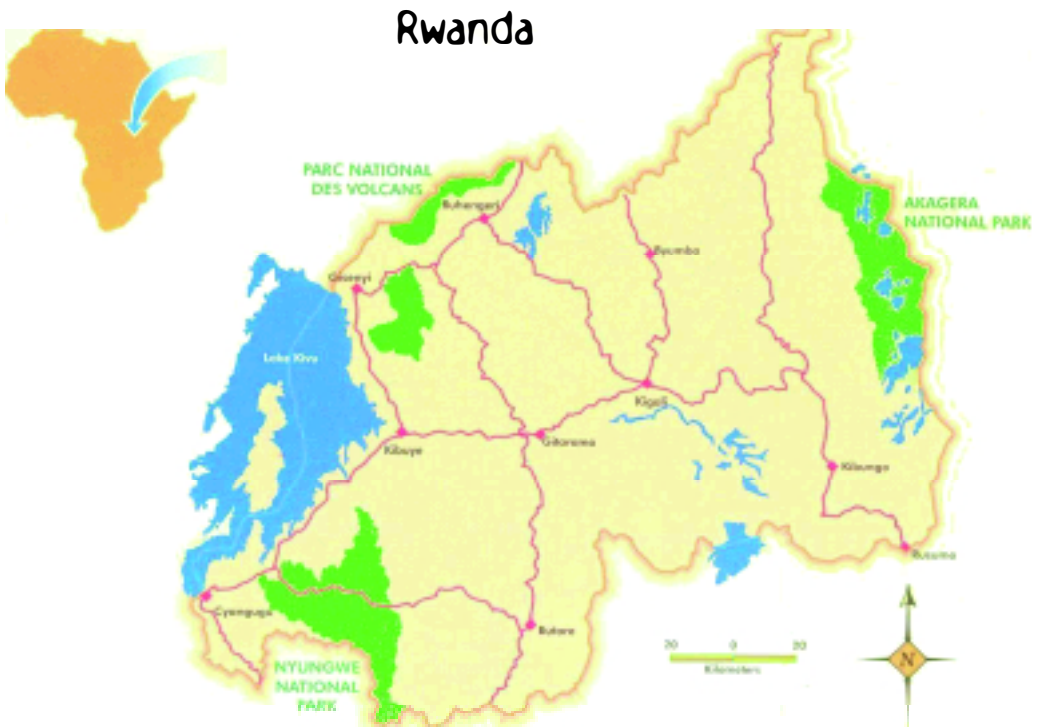 Rwanda
PARC NATIONAL
DES VOLCANS
Ruhengeri
AKAGERA
NATIONAL PARK
Byumba
Gisenyi
Lake Kivu
Kigali
Gitarama
Kibuye
Kibungo
Rusumo
Cyangugu
Butare
20 0 20
Kilometers
N
NYUNGWE
NATIONAL
PARK